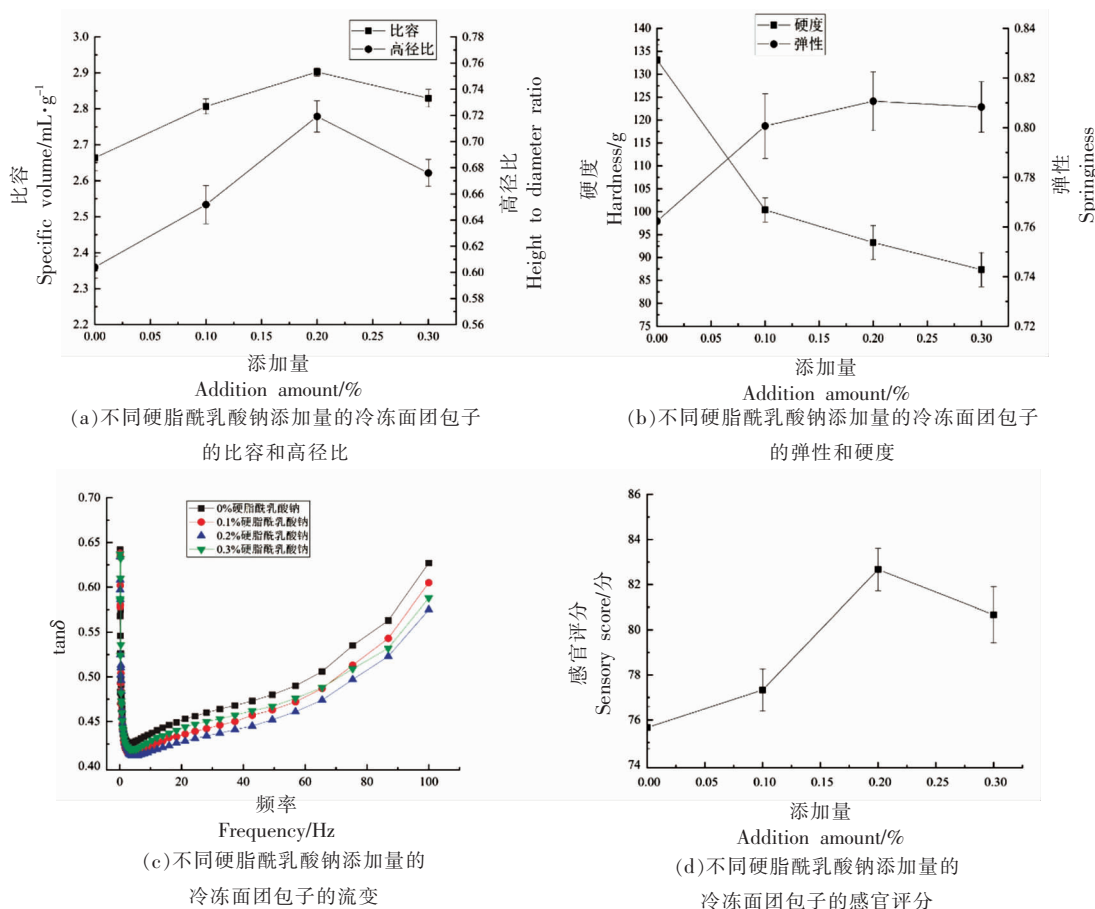 比容
高径比
3.0
2.9
2.8
2.7
2.6
2.5
2.4
2.3
2.2
0.78
0.76
0.74
0.72
0.70
0.68
0.66
0.64
0.62
0.60
0.58
0.56
比容
Specific volume/mL·g⁻¹
高径比
Height to diameter ratio
0.00 0.05 0.10 0.15 0.20 0.25 0.30
添加量
Addition amount/%
(a)不同硬脂酰乳酸钠添加量的冷冻面团包子
的比容和高径比
硬度
弹性
140
135
130
125
120
115
110
105
100
95
90
85
80
75
0.84
0.82
0.80
0.78
0.76
0.74
0.72
硬度
Hardness/g
弹性
Springiness
0.00 0.05 0.10 0.15 0.20 0.25 0.30
添加量
Addition amount/%
(b)不同硬脂酰乳酸钠添加量的冷冻面团包子
的弹性和硬度
0%硬脂酰乳酸钠
0.1%硬脂酰乳酸钠
0.2%硬脂酰乳酸钠
0.3%硬脂酰乳酸钠
0.70
0.65
0.60
0.55
0.50
0.45
0.40
tanδ
0 20 40 60 80 100
频率
Frequency/Hz
(c)不同硬脂酰乳酸钠添加量的
冷冻面团包子的流变
86
84
82
80
78
76
74
感官评分
Sensory score/分
0.00 0.05 0.10 0.15 0.20 0.25 0.30
添加量
Addition amount/%
(d)不同硬脂酰乳酸钠添加量的
冷冻面团包子的感官评分